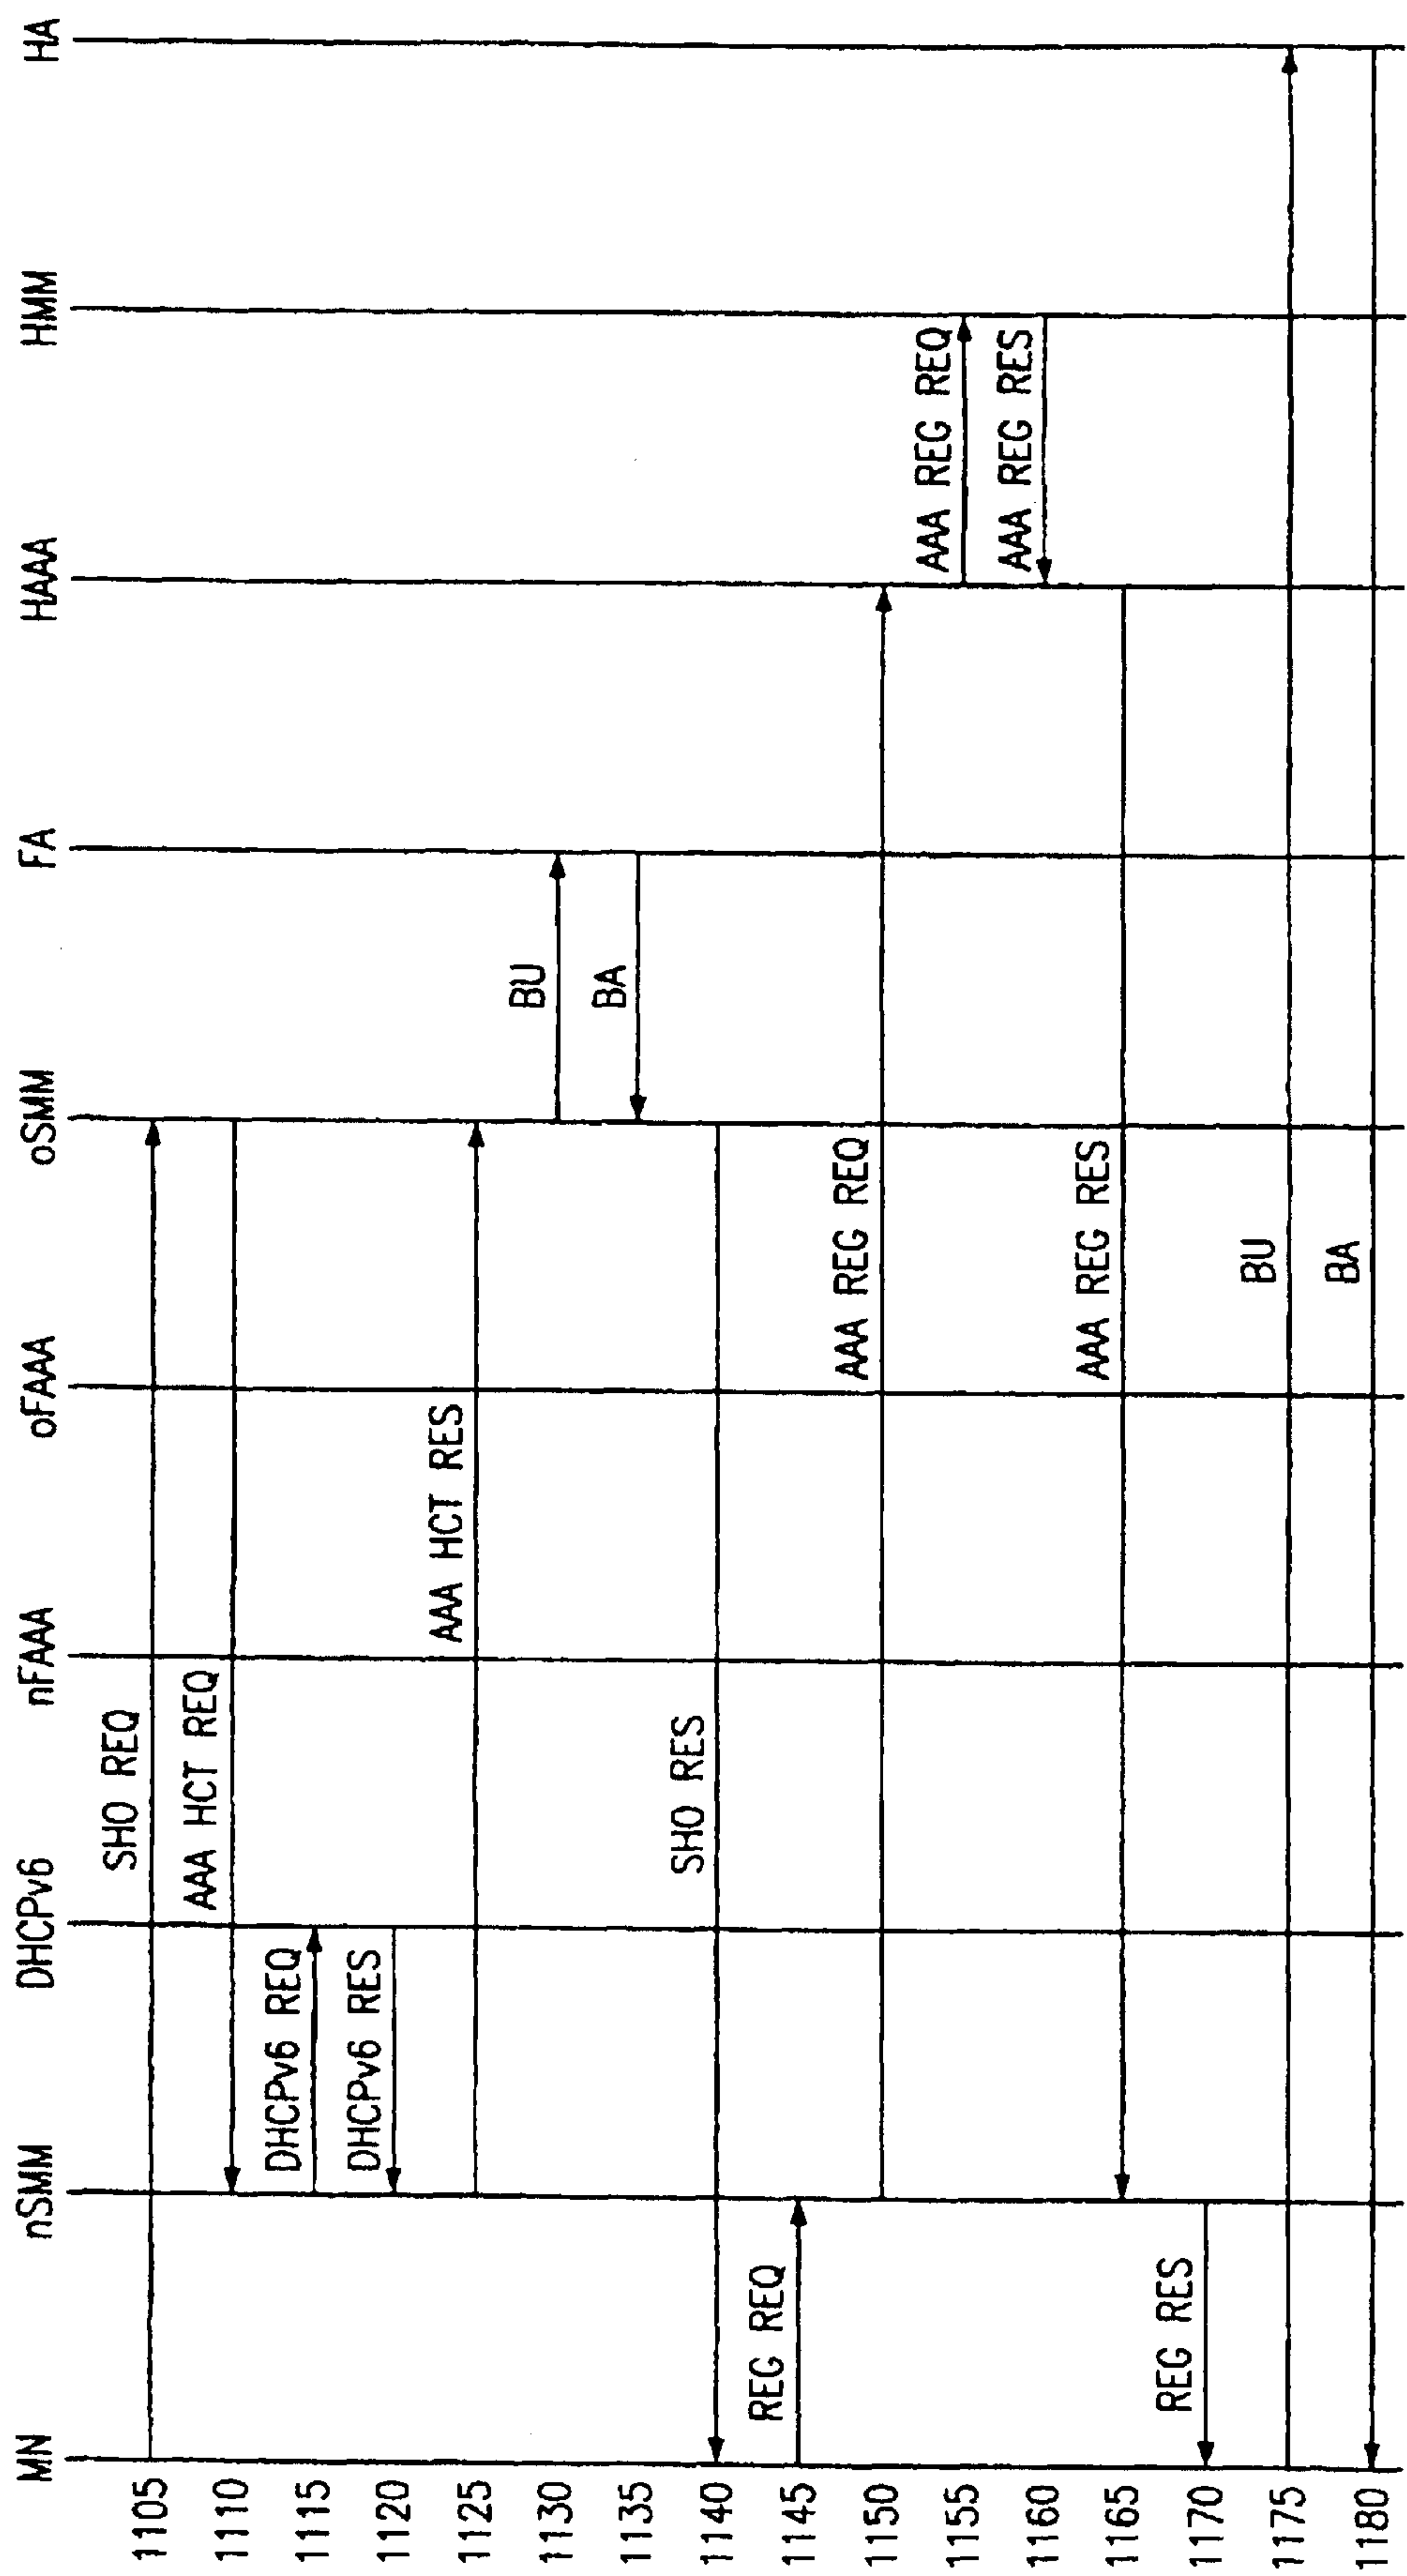 MN nSMM DHCPv6 nFAAA oFAAA oSMM FA HAAA HMM HA
1105 SHO REQ
1110 AAA HCT REQ
1115 DHCPv6 REQ
1120 DHCPv6 RES
1125 AAA HCT RES
1130 BU
1135 BA
1140 SHO RES
1145 REG REQ
1150 AAA REG REQ
1155 AAA REG REQ
1160 AAA REG RES
1165 AAA REG RES
1170 REG RES
1175 BU
1180 BA